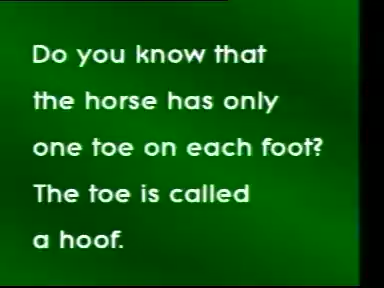 Do you know that
the horse has only
one toe on each foot?
The toe is called
a hoof.